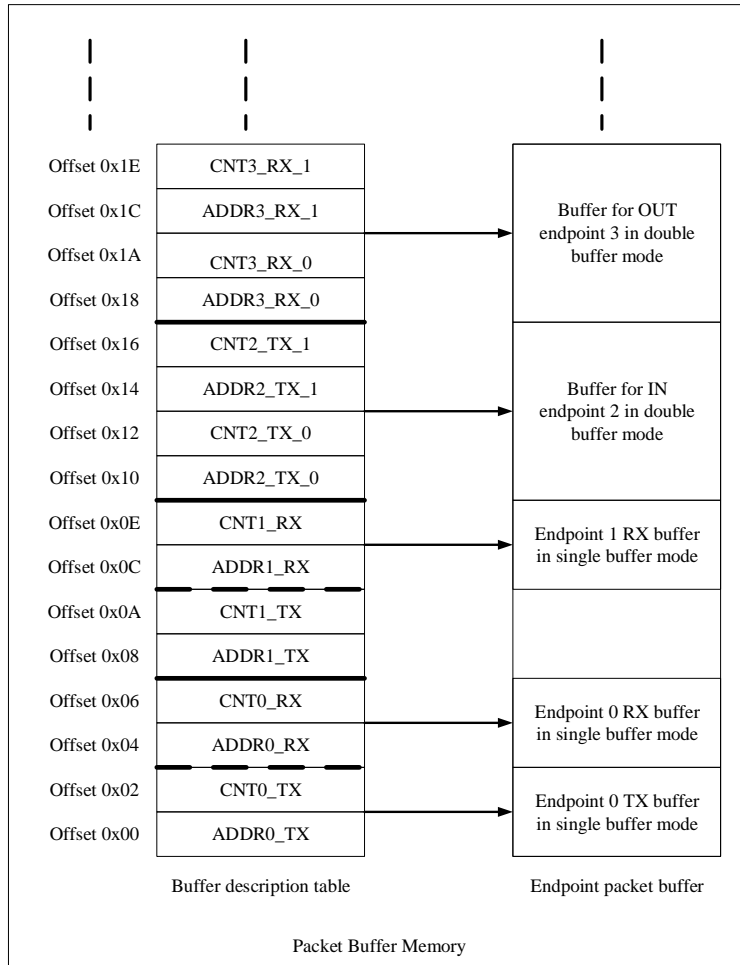 Offset 0x1E CNT3_RX_1
Offset 0x1C ADDR3_RX_1
Offset 0x1A CNT3_RX_0
Offset 0x18 ADDR3_RX_0
Buffer for OUT
endpoint 3 in double
buffer mode
Offset 0x16 CNT2_TX_1
Offset 0x14 ADDR2_TX_1
Offset 0x12 CNT2_TX_0
Offset 0x10 ADDR2_TX_0
Buffer for IN
endpoint 2 in double
buffer mode
Offset 0x0E CNT1_RX
Offset 0x0C ADDR1_RX
Endpoint 1 RX buffer
in single buffer mode
Offset 0x0A CNT1_TX
Offset 0x08 ADDR1_TX
Offset 0x06 CNT0_RX
Offset 0x04 ADDR0_RX
Endpoint 0 RX buffer
in single buffer mode
Offset 0x02 CNT0_TX
Offset 0x00 ADDR0_TX
Endpoint 0 TX buffer
in single buffer mode
Buffer description table
Endpoint packet buffer
Packet Buffer Memory